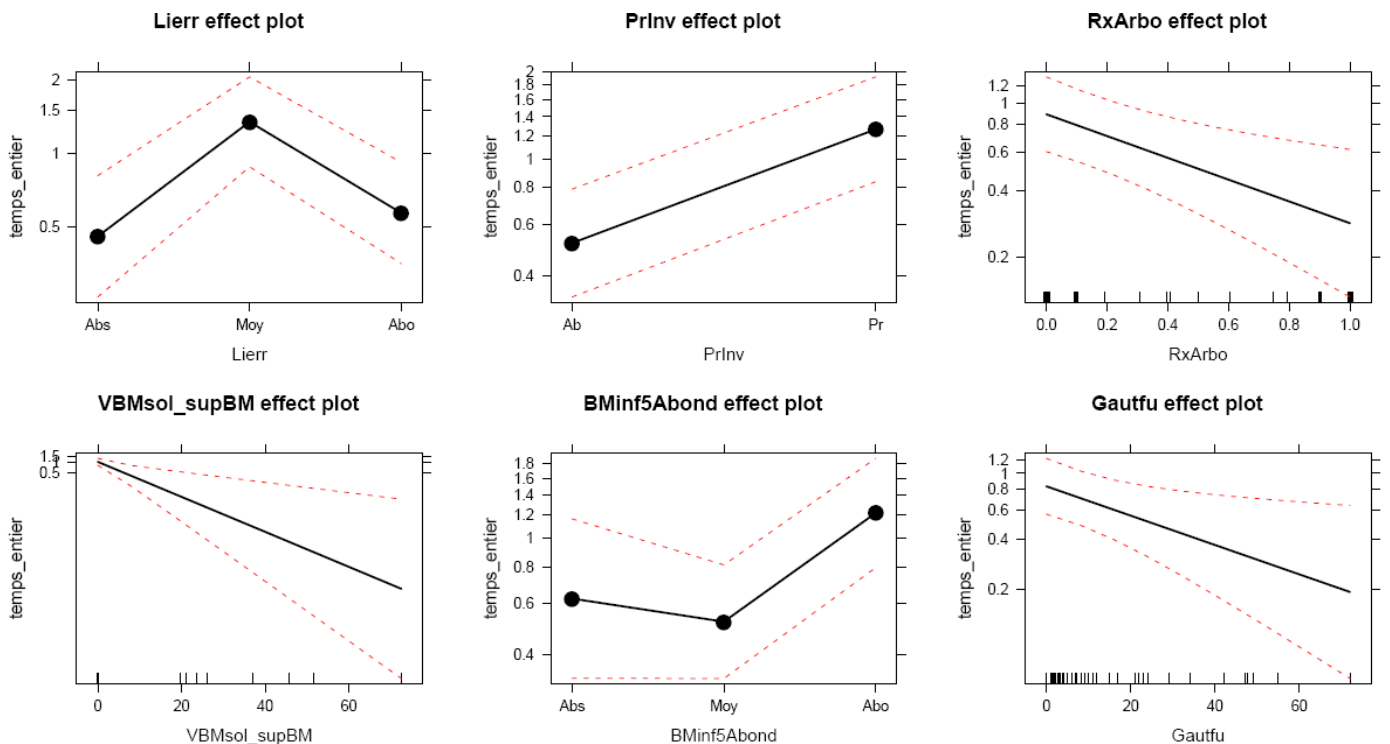 Lierr effect plot
temps_entier
2
1.5
1
0.5
Abs
Moy
Abo
Lierr
PrInv effect plot
temps_entier
2
1.8
1.6
1.4
1.2
1
0.8
0.6
0.4
Ab
Pr
PrInv
RxArbo effect plot
temps_entier
1.2
1
0.8
0.6
0.4
0.2
0.0
0.2
0.4
0.6
0.8
1.0
RxArbo
VBMsol_supBM effect plot
temps_entier
1.5
1
0.5
0
20
40
60
VBMsol_supBM
BMinf5Abond effect plot
temps_entier
1.8
1.6
1.4
1.2
1
0.8
0.6
0.4
Abs
Moy
Abo
BMinf5Abond
Gautfu effect plot
temps_entier
1.2
1
0.8
0.6
0.4
0.2
0
20
40
60
Gautfu